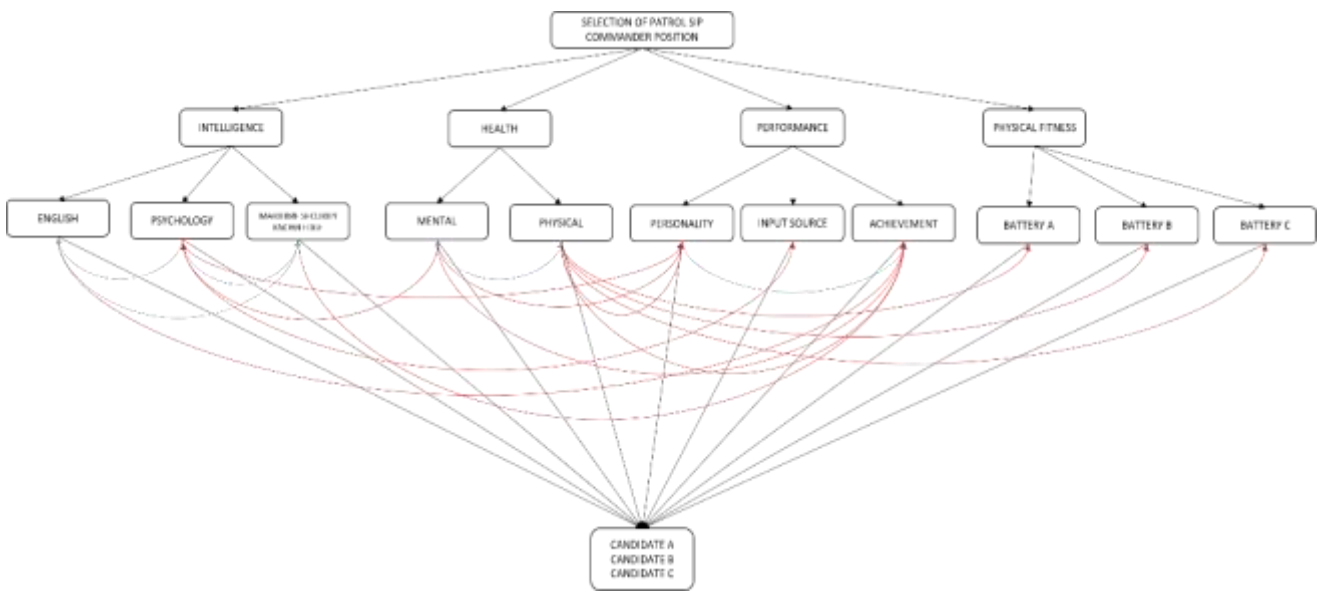 SELECTION OF PATROL SIP
COMMANDER POSITION
INTELLIGENCE
HEALTH
PERFORMANCE
PHYSICAL FITNESS
ENGLISH
PSYCHOLOGY
MENTAL
PHYSICAL
PERSONALITY
INPUT SOURCE
ACHIEVEMENT
BATTERY A
BATTERY B
BATTERY C
CANDIDATE A
CANDIDATE B
CANDIDATE C